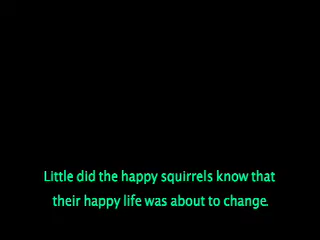 Little did the happy squirrels know that
their happy life was about to change.